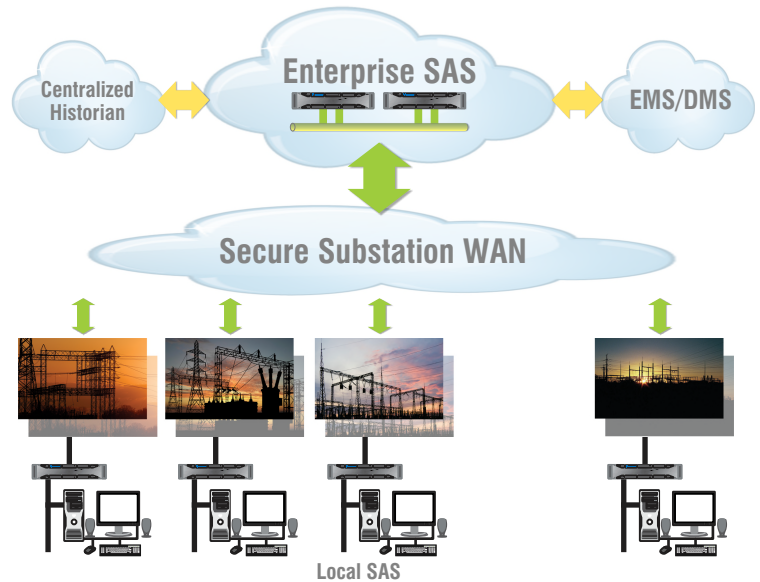 Enterprise SAS
Centralized
Historian
EMS/DMS
Secure Substation WAN
Local SAS